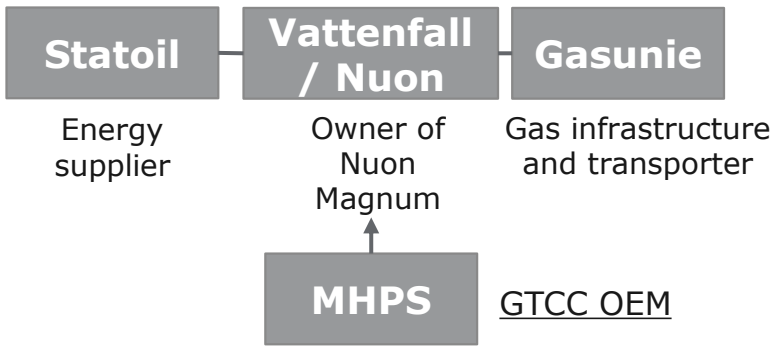 Statoil
Vattenfall
/ Nuon
Gasunie
Energy
supplier
Owner of
Nuon
Magnum
Gas infrastructure
and transporter
MHPS
GTCC OEM